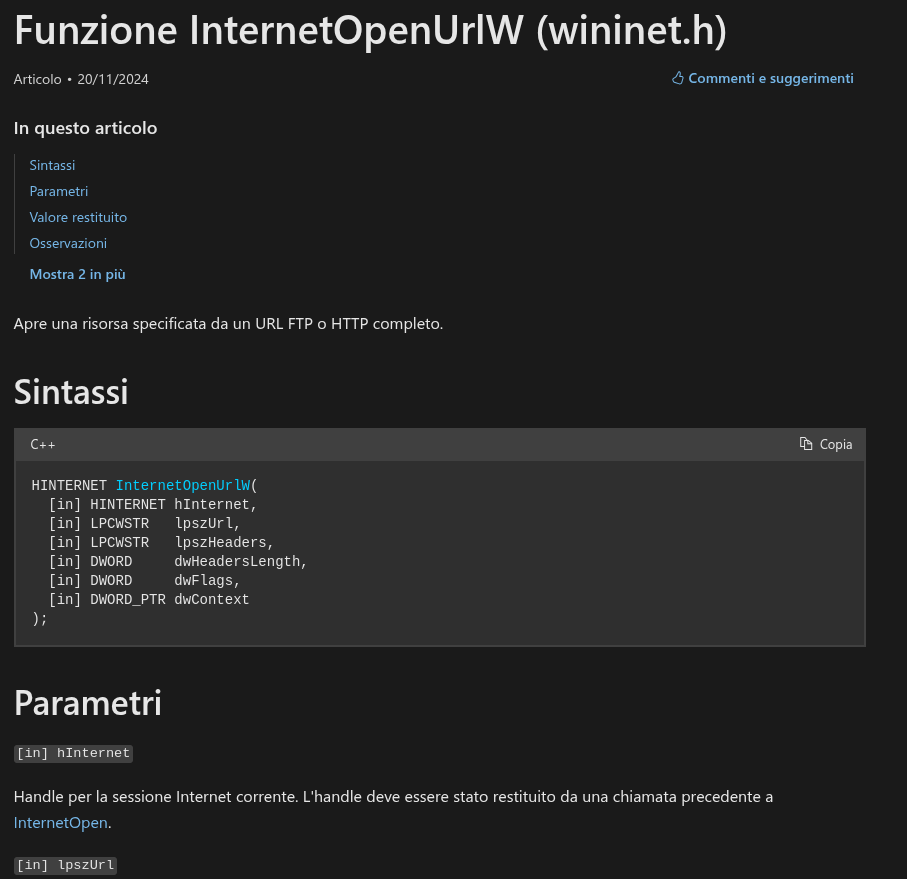 Funzione InternetOpenUrlW (wininet.h)
Articolo • 20/11/2024
Commenti e suggerimenti
In questo articolo
Sintassi
Parametri
Valore restituito
Osservazioni
Mostra 2 in più
Apre una risorsa specificata da un URL FTP o HTTP completo.
Sintassi
C++
Copia
HINTERNET InternetOpenUrlW(
  [in] HINTERNET hInternet,
  [in] LPCWSTR   lpszUrl,
  [in] LPCWSTR   lpszHeaders,
  [in] DWORD     dwHeadersLength,
  [in] DWORD     dwFlags,
  [in] DWORD_PTR dwContext
);
Parametri
[in] hInternet
Handle per la sessione Internet corrente. L'handle deve essere stato restituito da una chiamata precedente a
InternetOpen.
[in] lpszUrl